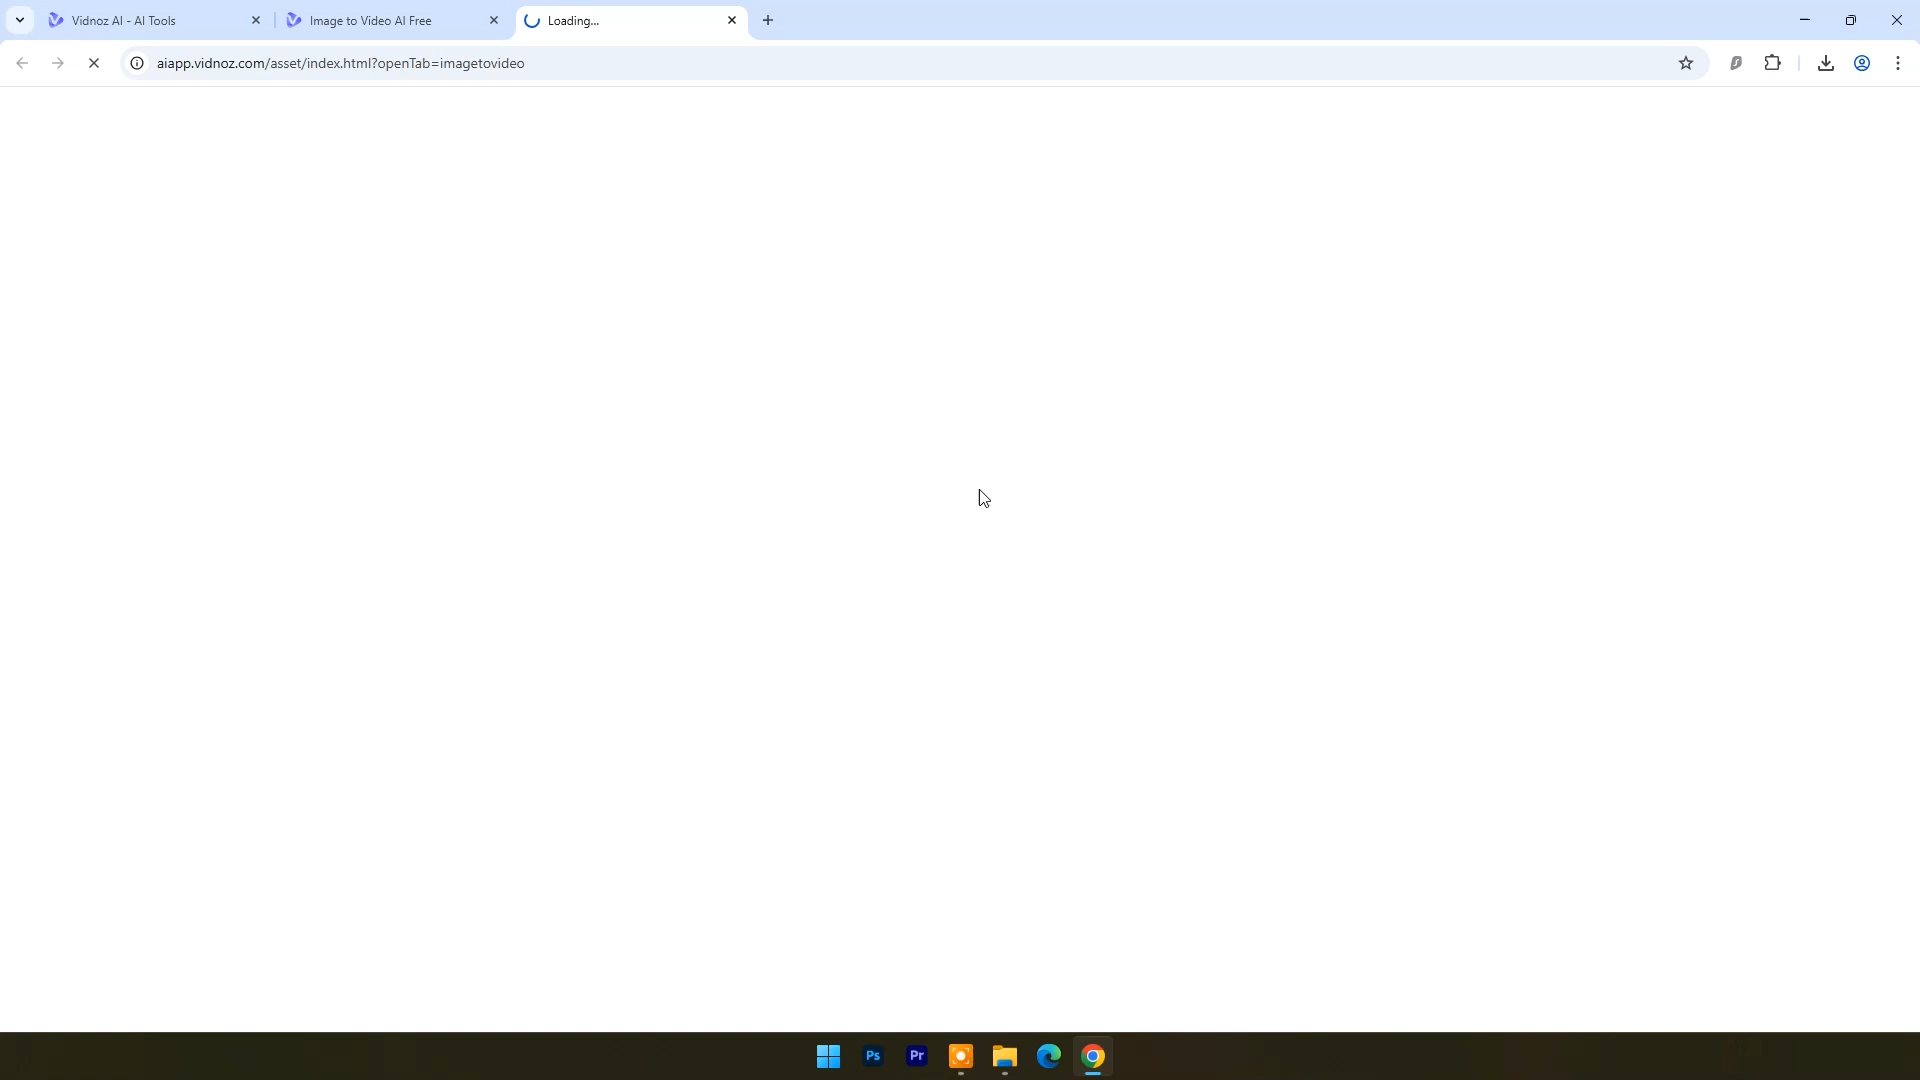 Vidnoz AI - AI Tools
Image to Video AI Free
Loading...
aiapp.vidnoz.com/asset/index.html?openTab=imagetovideo
Ps
Pr